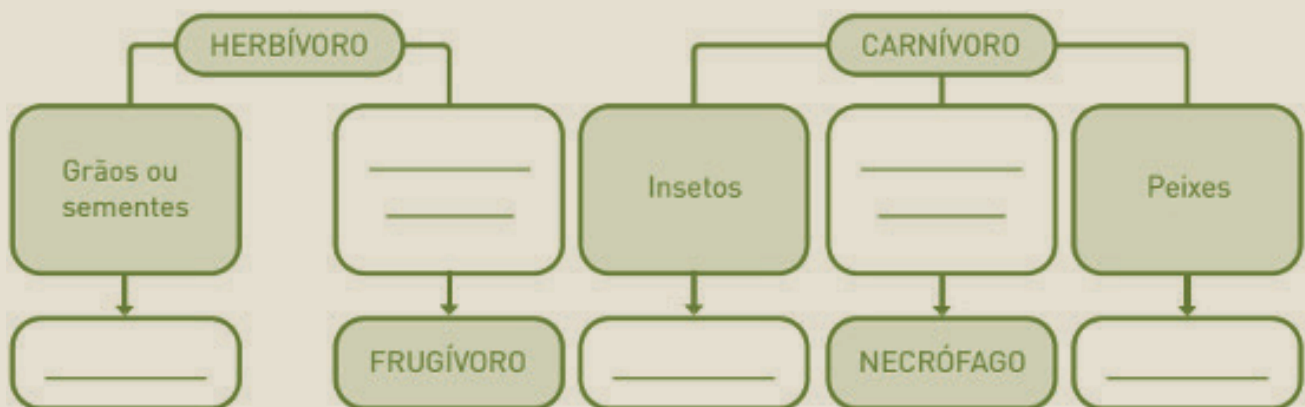 HERBÍVORO
CARNÍVORO
Grãos ou
sementes
Insetos
Peixes
FRUGÍVORO
NECRÓFAGO